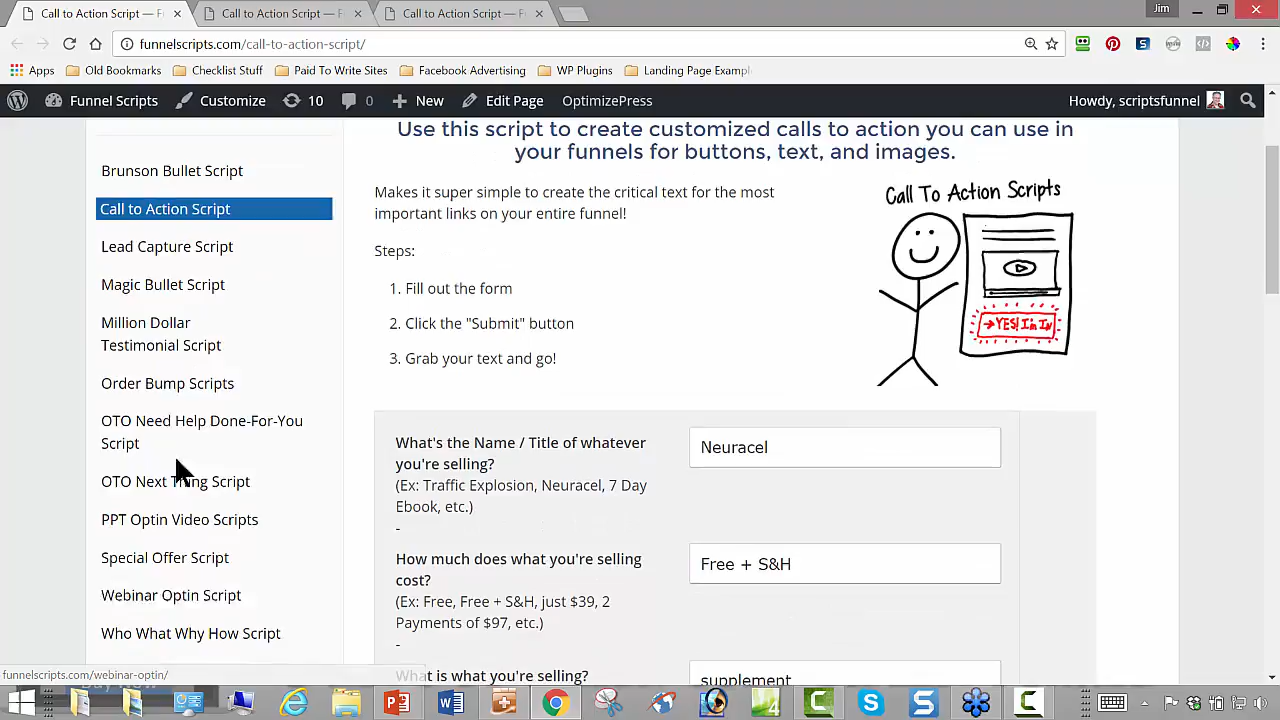 Call to Action Script — F
Call to Action Script — F
Call to Action Script — F
Jim
funnelscripts.com/call-to-action-script/
Apps
Old Bookmarks
Checklist Stuff
Paid To Write Sites
Facebook Advertising
WP Plugins
Landing Page Exampl
Funnel Scripts
Customize
10
0
New
Edit Page
OptimizePress
Howdy, scriptsfunnel
Brunson Bullet Script
Call to Action Script
Lead Capture Script
Magic Bullet Script
Million Dollar
Testimonial Script
Order Bump Scripts
OTO Need Help Done-For-You
Script
OTO Next Thing Script
PPT Optin Video Scripts
Special Offer Script
Webinar Optin Script
Who What Why How Script
Use this script to create customized calls to action you can use in
your funnels for buttons, text, and images.
Makes it super simple to create the critical text for the most
important links on your entire funnel!
Steps:
1. Fill out the form
2. Click the "Submit" button
3. Grab your text and go!
Call To Action Scripts
→YES! I'm In
What's the Name / Title of whatever
you're selling?
(Ex: Traffic Explosion, Neuracel, 7 Day
Ebook, etc.)
-
Neuracel
How much does what you're selling
cost?
(Ex: Free, Free + S&H, just $39, 2
Payments of $97, etc.)
-
Free + S&H
What is what you're selling?
supplement
funnelscripts.com/webinar-optin/